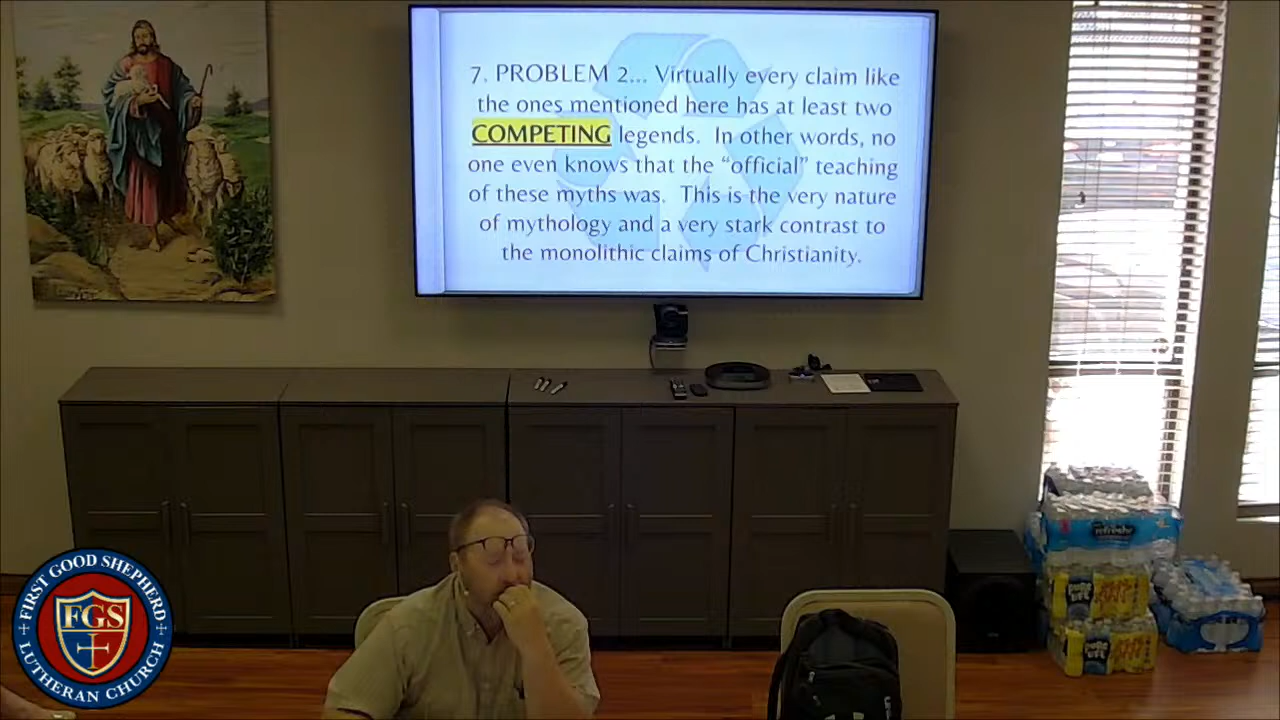 7. PROBLEM 2... Virtually every claim like
the ones mentioned here has at least two
COMPETING legends. In other words, no
one even knows that the “official” teaching
of these myths was. This is the very nature
of mythology and a very stark contrast to
the monolithic claims of Christianity.
FIRST GOOD SHEPHERD
FGS
LUTHERAN CHURCH